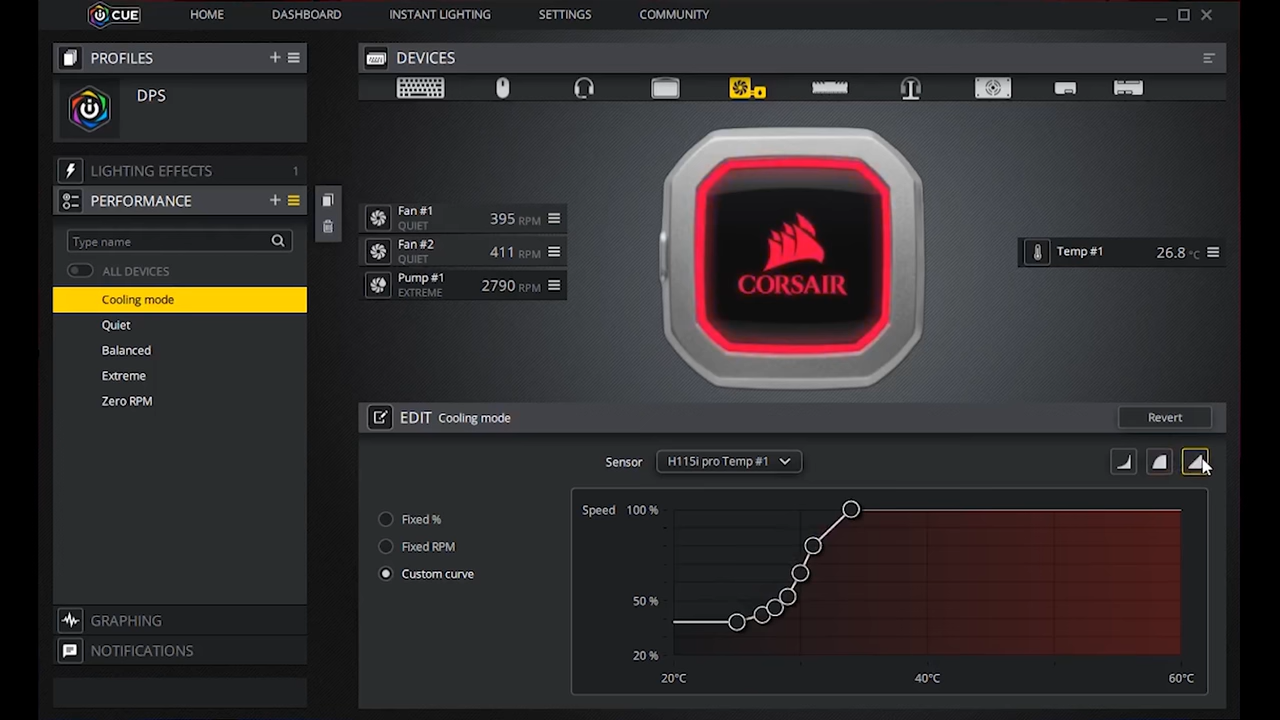 CUE HOME DASHBOARD INSTANT LIGHTING SETTINGS COMMUNITY
PROFILES
DPS
LIGHTING EFFECTS 1
PERFORMANCE
Type name
ALL DEVICES
Cooling mode
Quiet
Balanced
Extreme
Zero RPM
GRAPHING
NOTIFICATIONS
DEVICES
Fan #1 395 RPM
QUIET
Fan #2 411 RPM
QUIET
Pump #1 2790 RPM
EXTREME
CORSAIR
Temp #1 26.8 °C
EDIT Cooling mode Revert
Sensor H115i pro Temp #1
Fixed %
Fixed RPM
Custom curve
Speed 100 %
50 %
20 %
20°C 40°C 60°C